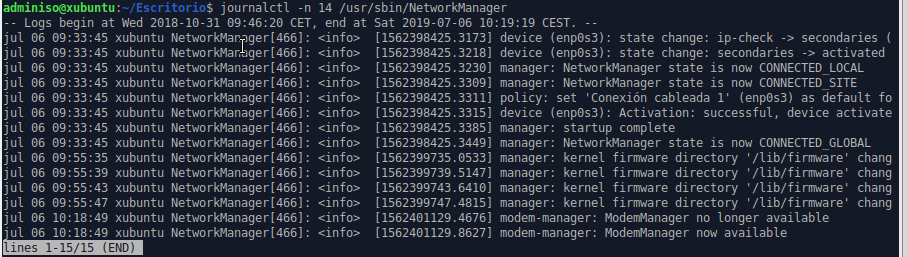 adminiso@xubuntu:~/Escritorio$ journalctl -n 14 /usr/sbin/NetworkManager
-- Logs begin at Wed 2018-10-31 09:46:20 CET, end at Sat 2019-07-06 10:19:19 CEST. --
jul 06 09:33:45 xubuntu NetworkManager[466]: <info>  [1562398425.3173] device (enp0s3): state change: ip-check -> secondaries (
jul 06 09:33:45 xubuntu NetworkManager[466]: <info>  [1562398425.3218] device (enp0s3): state change: secondaries -> activated
jul 06 09:33:45 xubuntu NetworkManager[466]: <info>  [1562398425.3230] manager: NetworkManager state is now CONNECTED_LOCAL
jul 06 09:33:45 xubuntu NetworkManager[466]: <info>  [1562398425.3309] manager: NetworkManager state is now CONNECTED_SITE
jul 06 09:33:45 xubuntu NetworkManager[466]: <info>  [1562398425.3311] policy: set 'Conexión cableada 1' (enp0s3) as default fo
jul 06 09:33:45 xubuntu NetworkManager[466]: <info>  [1562398425.3315] device (enp0s3): Activation: successful, device activate
jul 06 09:33:45 xubuntu NetworkManager[466]: <info>  [1562398425.3385] manager: startup complete
jul 06 09:33:45 xubuntu NetworkManager[466]: <info>  [1562398425.3449] manager: NetworkManager state is now CONNECTED_GLOBAL
jul 06 09:55:35 xubuntu NetworkManager[466]: <info>  [1562399735.0533] manager: kernel firmware directory '/lib/firmware' chang
jul 06 09:55:39 xubuntu NetworkManager[466]: <info>  [1562399739.5147] manager: kernel firmware directory '/lib/firmware' chang
jul 06 09:55:43 xubuntu NetworkManager[466]: <info>  [1562399743.6410] manager: kernel firmware directory '/lib/firmware' chang
jul 06 09:55:47 xubuntu NetworkManager[466]: <info>  [1562399747.4815] manager: kernel firmware directory '/lib/firmware' chang
jul 06 10:18:49 xubuntu NetworkManager[466]: <info>  [1562401129.4676] modem-manager: ModemManager no longer available
jul 06 10:18:49 xubuntu NetworkManager[466]: <info>  [1562401129.8627] modem-manager: ModemManager now available
lines 1-15/15 (END)